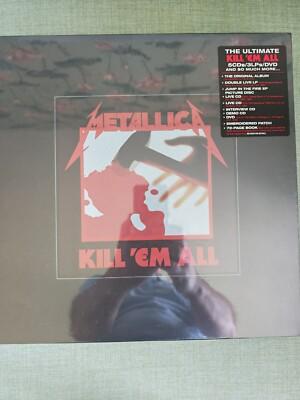 THE ULTIMATE
KILL 'EM ALL
5CDs/3LPs/DVD
AND SO MUCH MORE...
• THE ORIGINAL ALBUM
• DOUBLE LIVE LP
• JUMP IN THE FIRE EP
PICTURE DISC
• LIVE CD
• LIVE CD
• INTERVIEW CD
• DEMO CD
• DVD
• EMBROIDERED PATCH
• 72-PAGE BOOK
METALLICA
KILL 'EM ALL